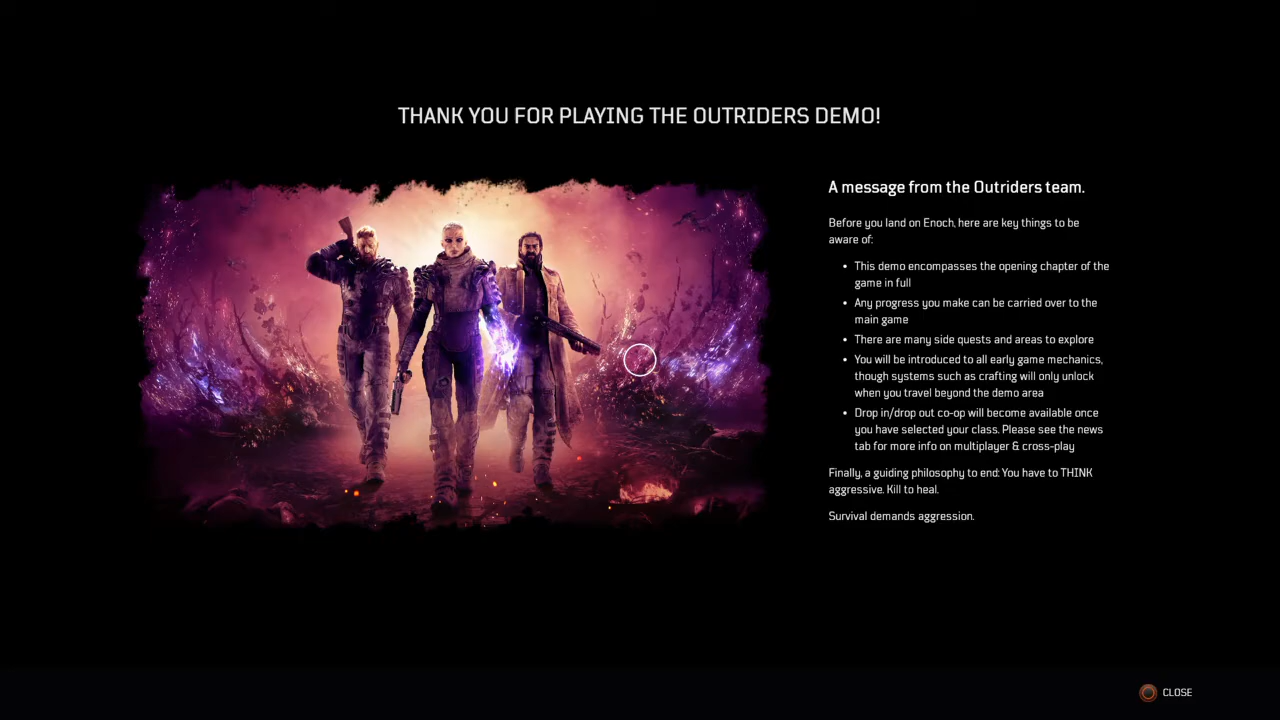 THANK YOU FOR PLAYING THE OUTRIDERS DEMO!
A message from the Outriders team.
Before you land on Enoch, here are key things to be
aware of:
• This demo encompasses the opening chapter of the
game in full
• Any progress you make can be carried over to the
main game
• There are many side quests and areas to explore
• You will be introduced to all early game mechanics,
though systems such as crafting will only unlock
when you travel beyond the demo area
• Drop in/drop out co-op will become available once
you have selected your class. Please see the news
tab for more info on multiplayer & cross-play
Finally, a guiding philosophy to end: You have to THINK
aggressive. Kill to heal.
Survival demands aggression.
CLOSE